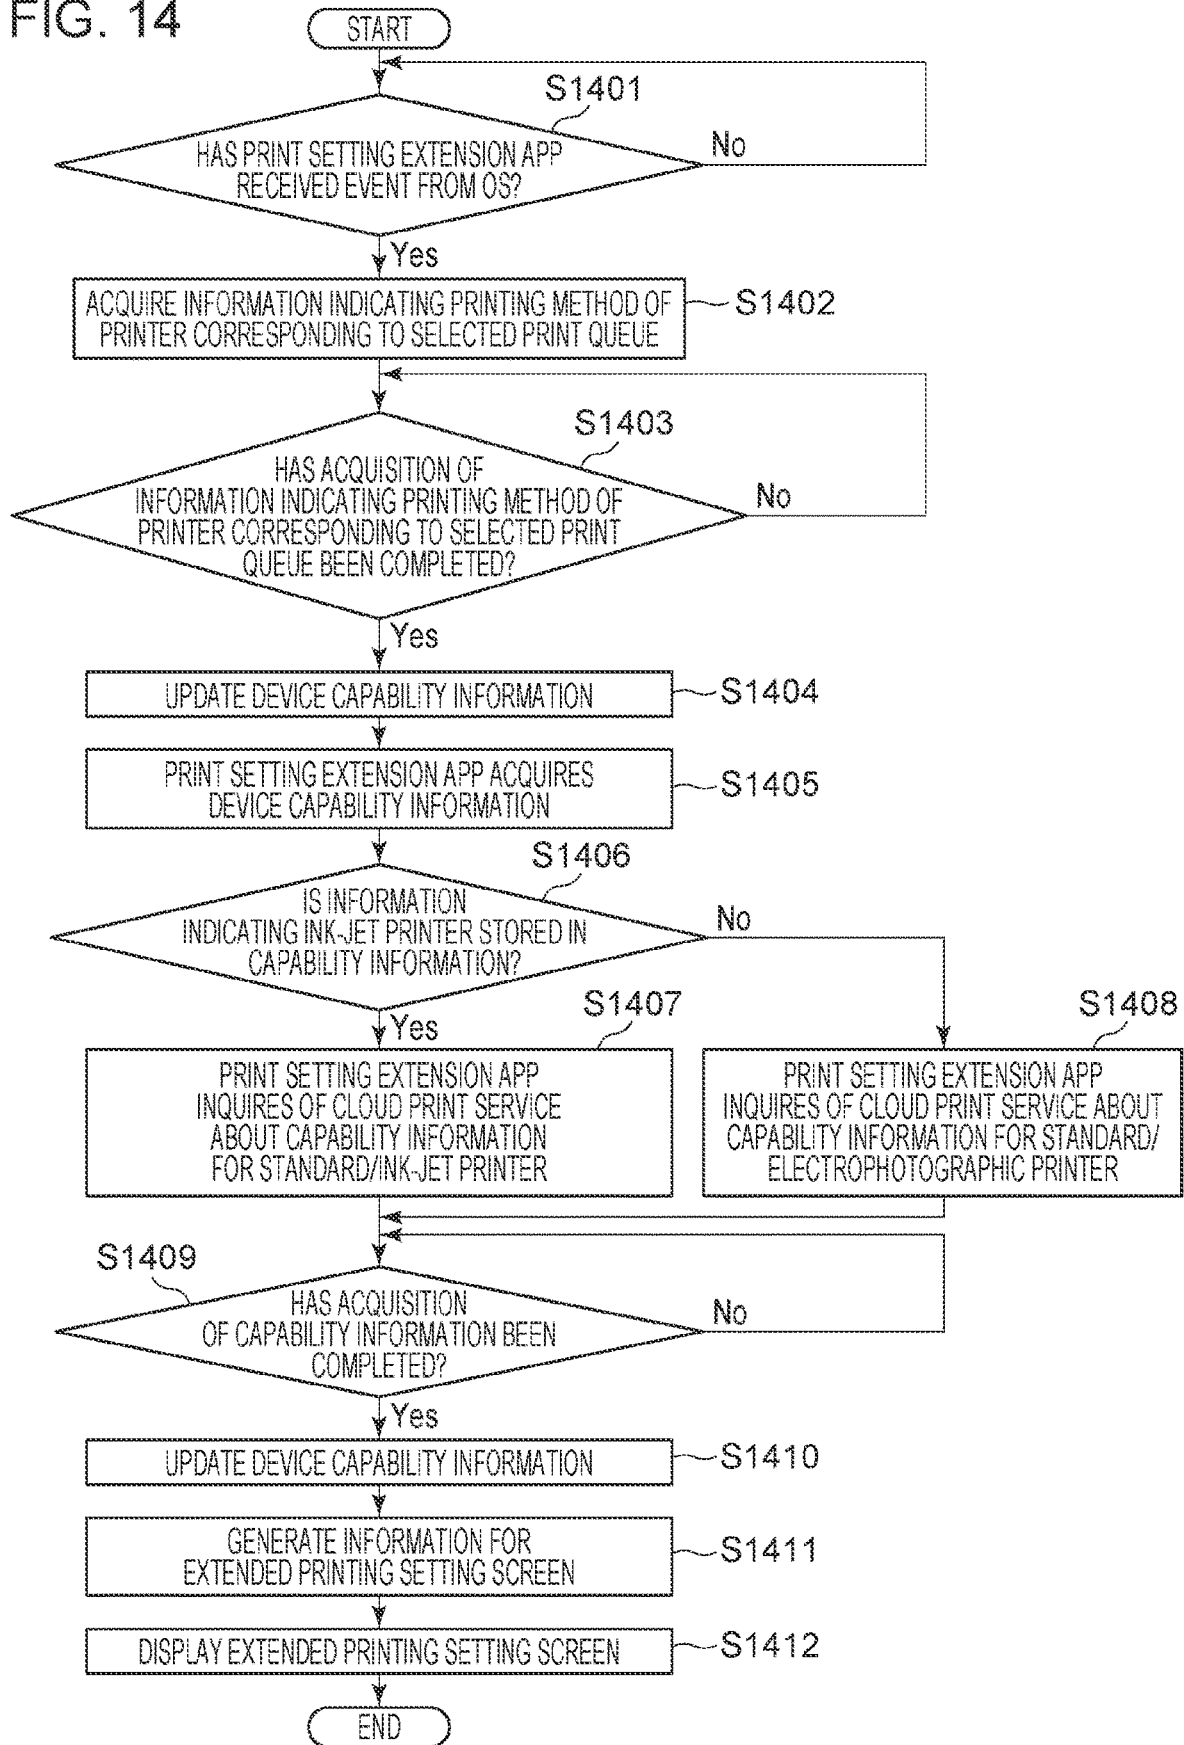 FIG. 14
START
S1401
HAS PRINT SETTING EXTENSION APP
RECEIVED EVENT FROM OS?
No
Yes
ACQUIRE INFORMATION INDICATING PRINTING METHOD OF
PRINTER CORRESPONDING TO SELECTED PRINT QUEUE
S1402
S1403
HAS ACQUISITION OF
INFORMATION INDICATING PRINTING METHOD OF
PRINTER CORRESPONDING TO SELECTED PRINT
QUEUE BEEN COMPLETED?
No
Yes
UPDATE DEVICE CAPABILITY INFORMATION
S1404
PRINT SETTING EXTENSION APP ACQUIRES
DEVICE CAPABILITY INFORMATION
S1405
S1406
IS INFORMATION
INDICATING INK-JET PRINTER STORED IN
CAPABILITY INFORMATION?
No
Yes
S1407
PRINT SETTING EXTENSION APP
INQUIRES OF CLOUD PRINT SERVICE
ABOUT CAPABILITY INFORMATION
FOR STANDARD/INK-JET PRINTER
S1408
PRINT SETTING EXTENSION APP
INQUIRES OF CLOUD PRINT SERVICE ABOUT
CAPABILITY INFORMATION FOR STANDARD/
ELECTROPHOTOGRAPHIC PRINTER
S1409
HAS ACQUISITION
OF CAPABILITY INFORMATION BEEN
COMPLETED?
No
Yes
UPDATE DEVICE CAPABILITY INFORMATION
S1410
GENERATE INFORMATION FOR
EXTENDED PRINTING SETTING SCREEN
S1411
DISPLAY EXTENDED PRINTING SETTING SCREEN
S1412
END